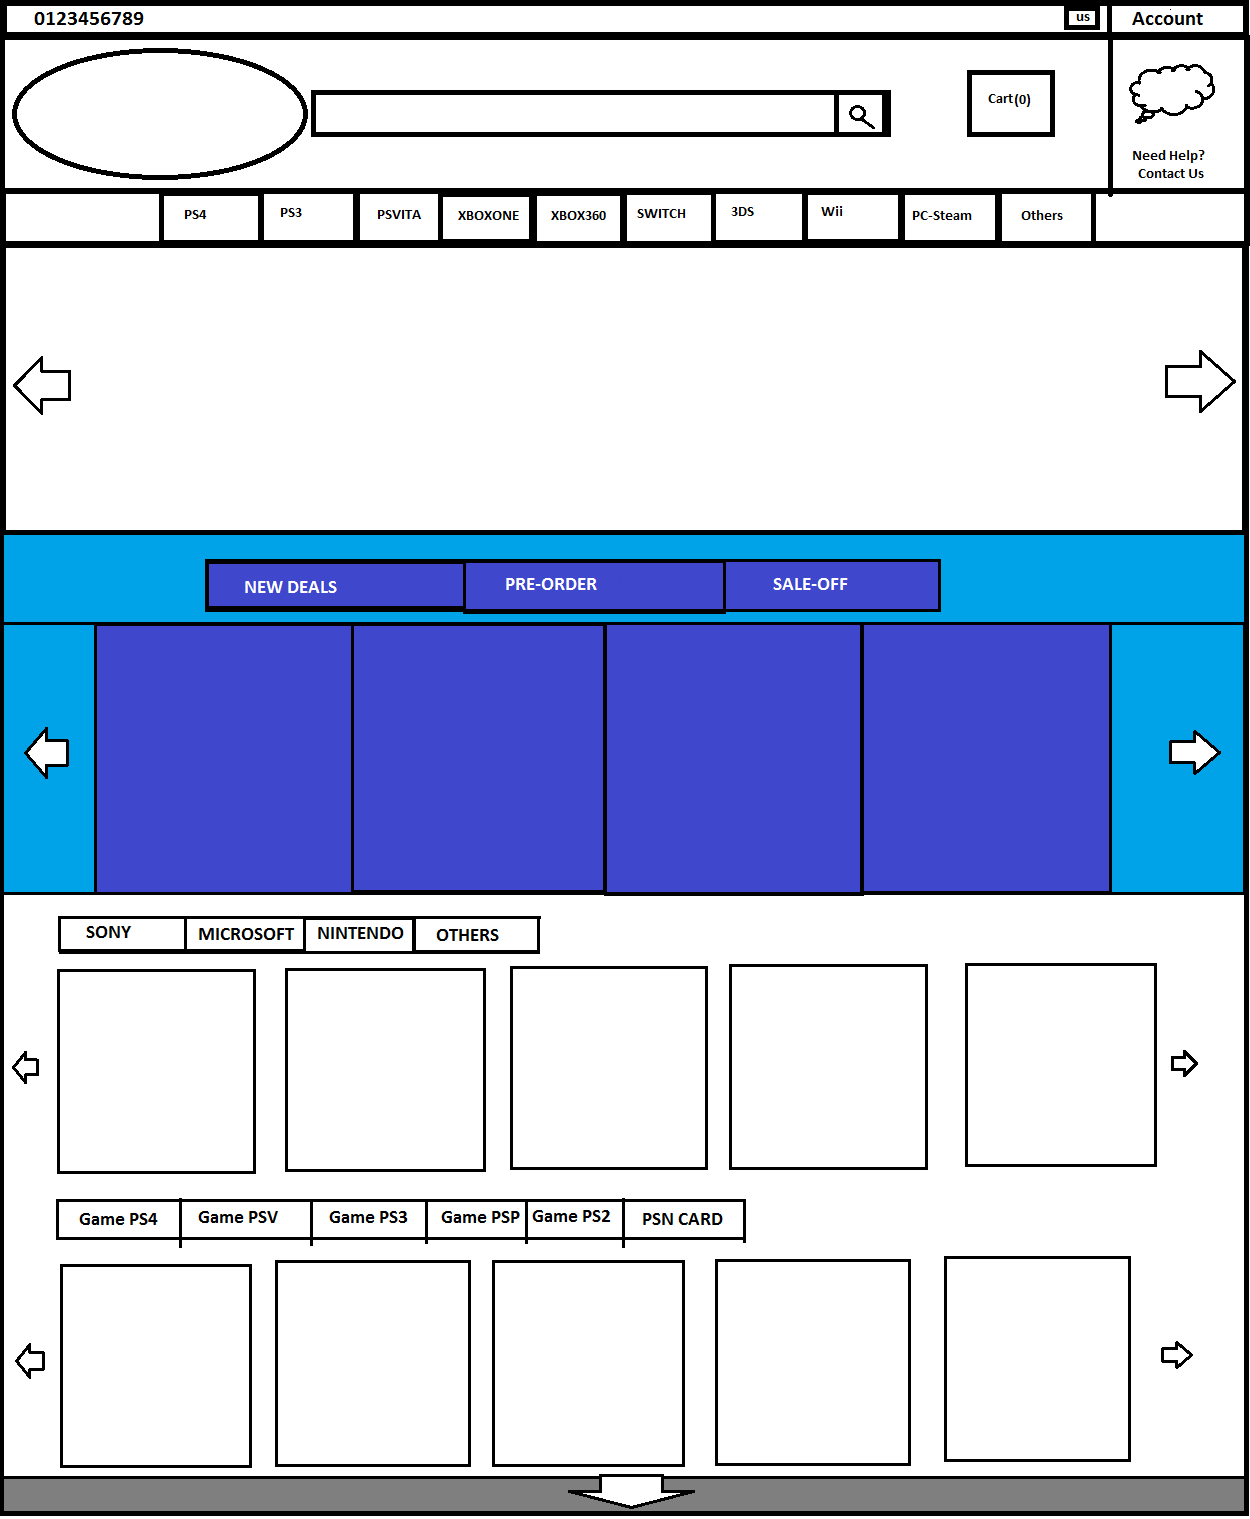 0123456789
us
Account
Cart(0)
Need Help?
Contact Us
PS4
PS3
PSVITA
XBOXONE
XBOX360
SWITCH
3DS
Wii
PC-Steam
Others
NEW DEALS
PRE-ORDER
SALE-OFF
SONY
MICROSOFT
NINTENDO
OTHERS
Game PS4
Game PSV
Game PS3
Game PSP
Game PS2
PSN CARD